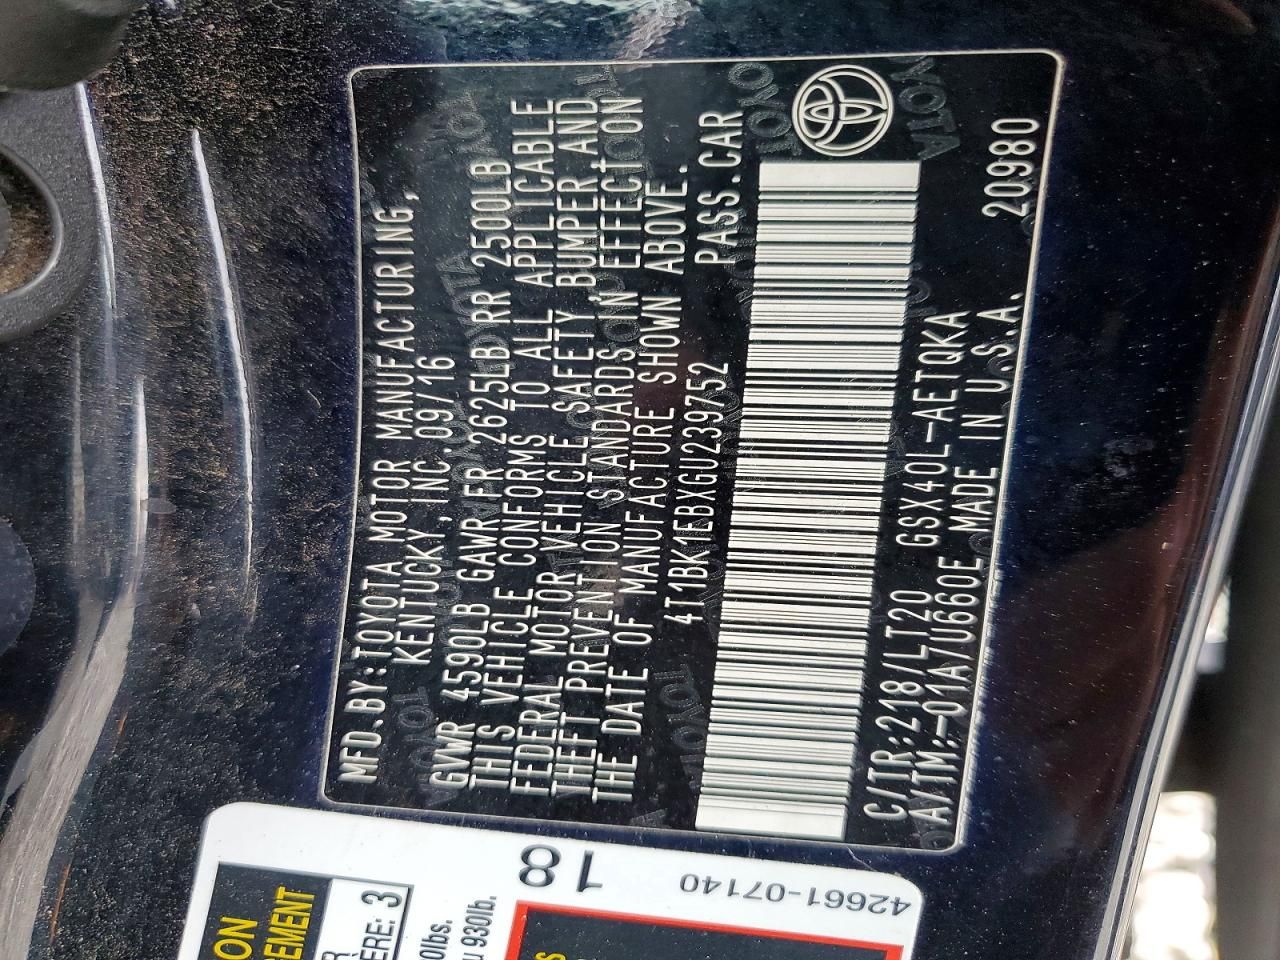 MFD.BY:TOYOTA MOTOR MANUFACTURING,
KENTUCKY,INC.09/16
GVWR 4590LB GAWR FR 2625LB RR 2500LB
THIS VEHICLE CONFORMS TO ALL APPLICABLE
FEDERAL MOTOR VEHICLE SAFETY,BUMPER,AND
THEFT PREVENTION STANDARDS IN EFFECT ON
THE DATE OF MANUFACTURE SHOWN ABOVE.
4T1BK1EBXGU239752 PASS.CAR
C/TR:218/LT20 GSX40L-AETQKA
A/TM:-01A/U660E MADE IN U.S.A. 20980
TOYOTA
42661-07140
18
3
930lb.